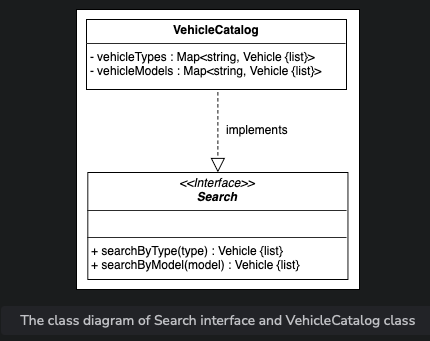 VehicleCatalog
- vehicleTypes : Map<string, Vehicle {list}>
- vehicleModels : Map<string, Vehicle {list}>
implements
<<Interface>>
Search
+ searchByType(type) : Vehicle {list}
+ searchByModel(model) : Vehicle {list}
The class diagram of Search interface and VehicleCatalog class